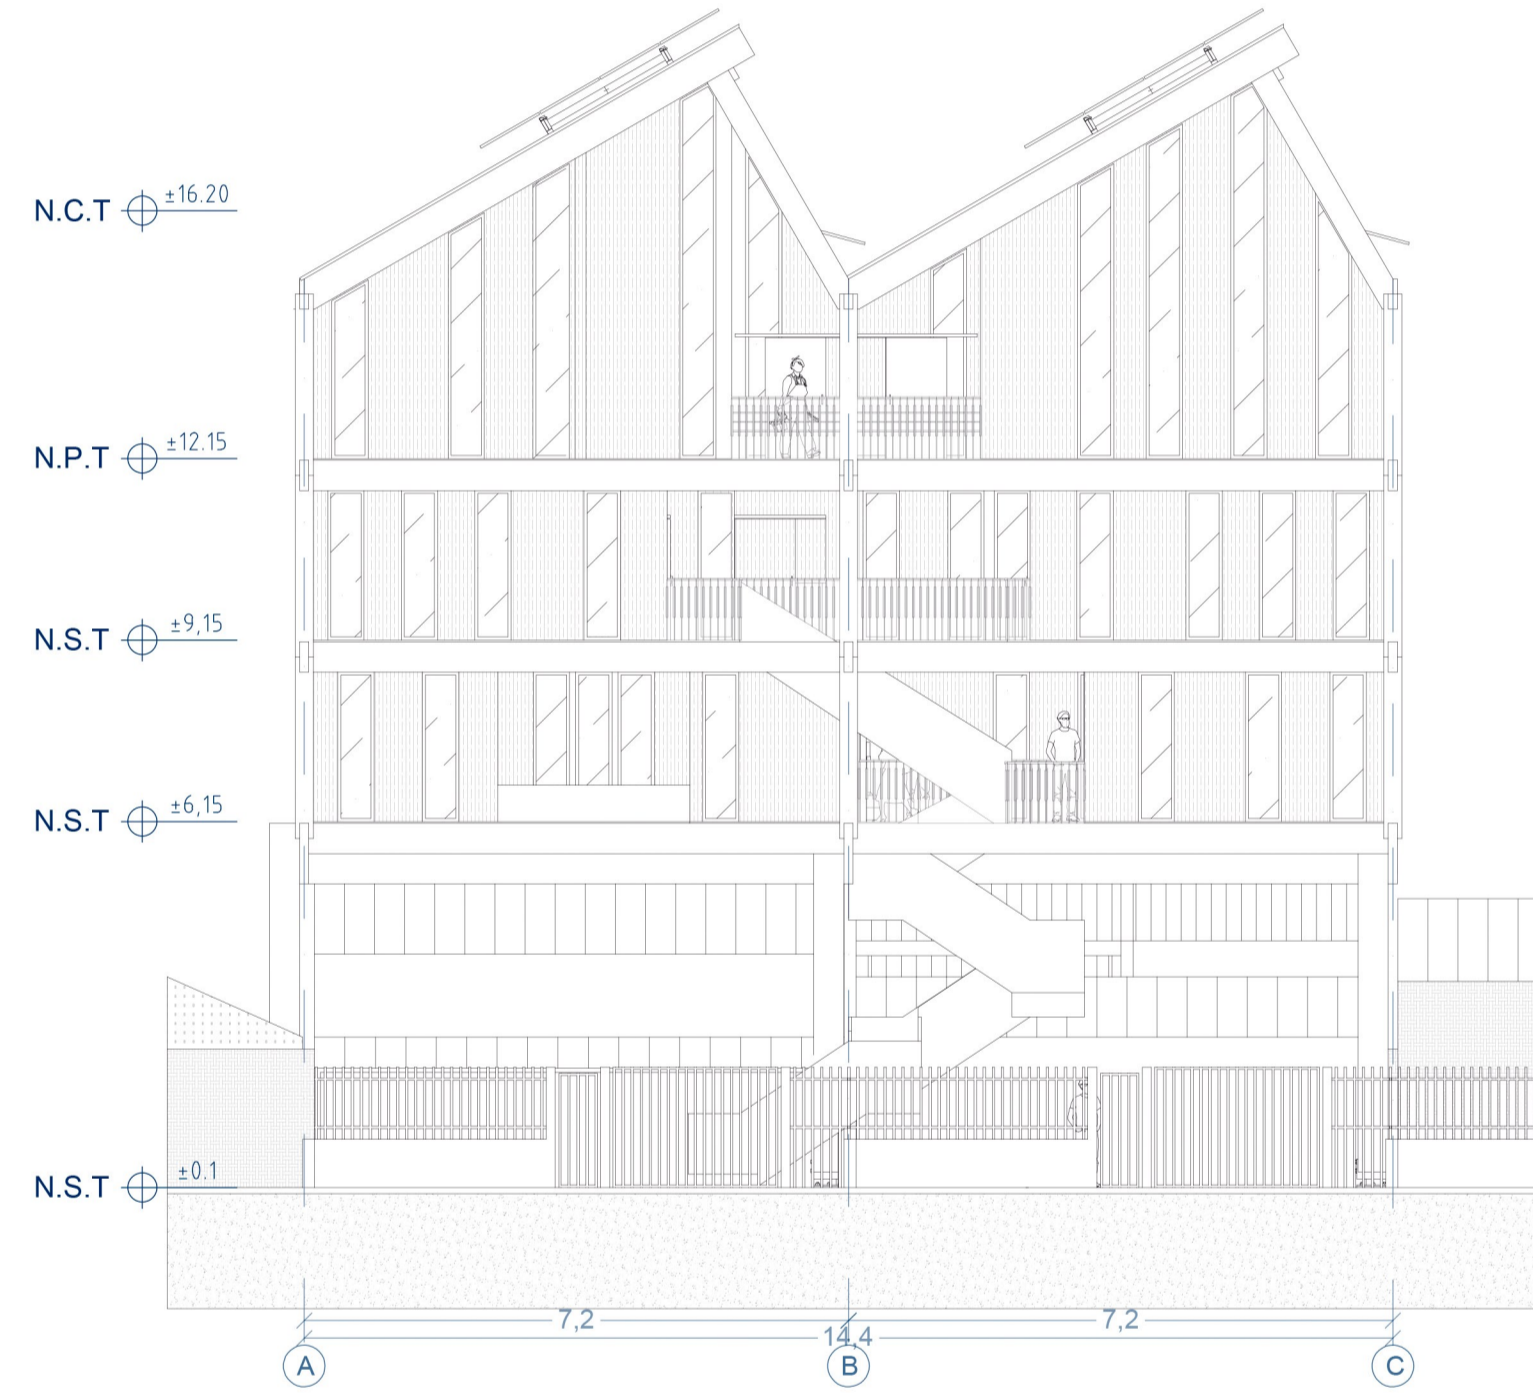 N.C.T ±16.20
N.P.T ±12.15
N.S.T ±9,15
N.S.T ±6,15
N.S.T ±0.1
7,2 7,2
14,4
A B C